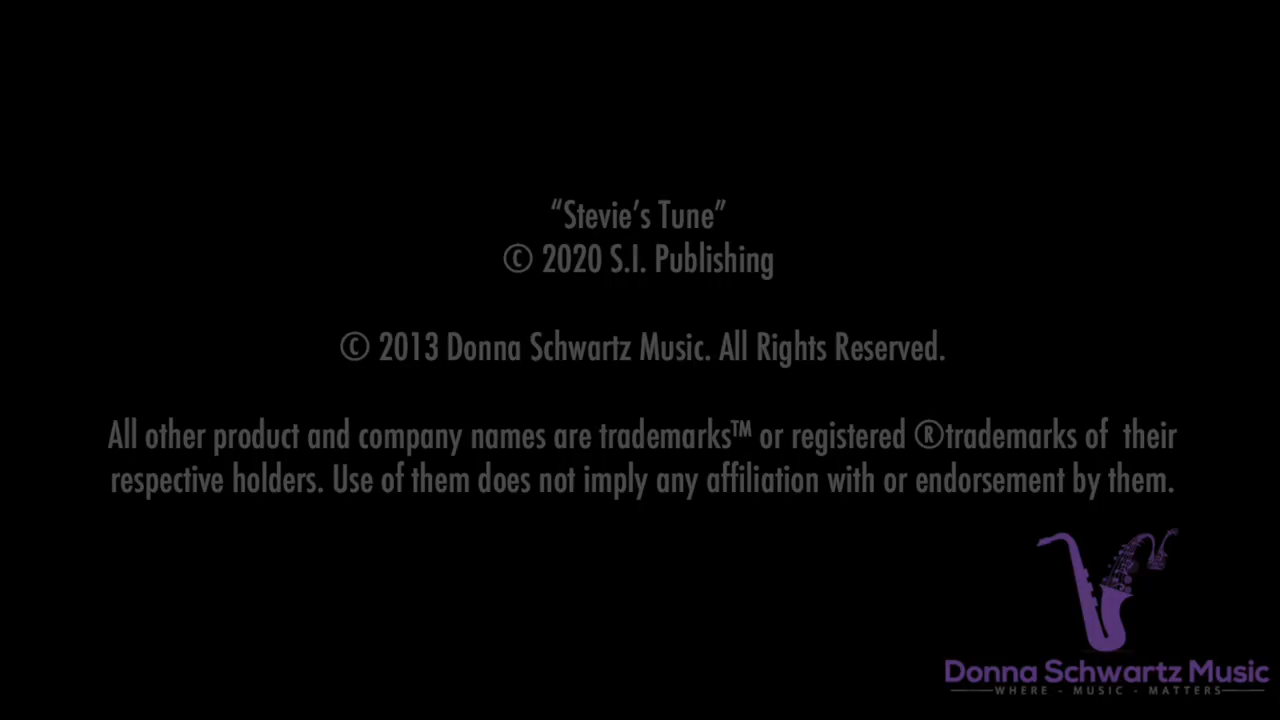 “Stevie’s Tune”
© 2020 S.I. Publishing
© 2013 Donna Schwartz Music. All Rights Reserved.
All other product and company names are trademarks™ or registered ®trademarks of  their
respective holders. Use of them does not imply any affiliation with or endorsement by them.
Donna Schwartz Music
WHERE - MUSIC - MATTERS